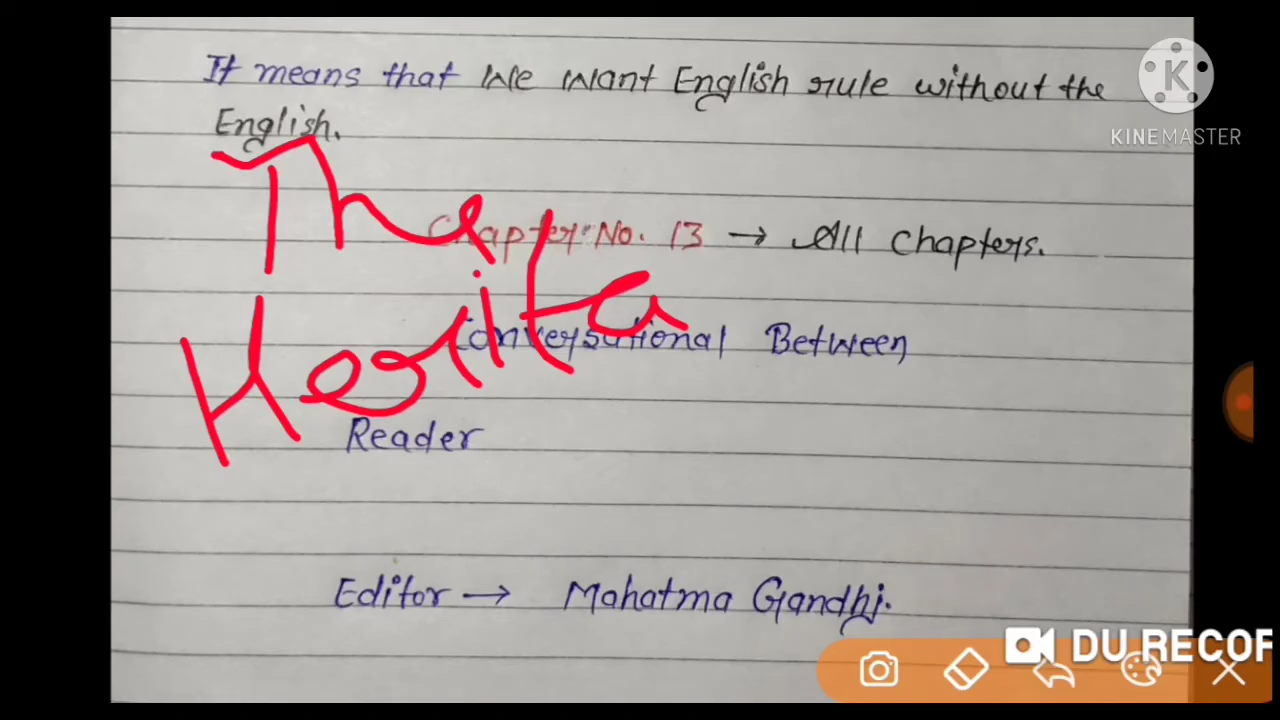 It means that We Want English rule without the
English.
KINEMASTER
The
Chapter No. 13 → All Chapters.
Conversational Between
Reader
Editor → Mahatma Gandhi.
DU RECOR